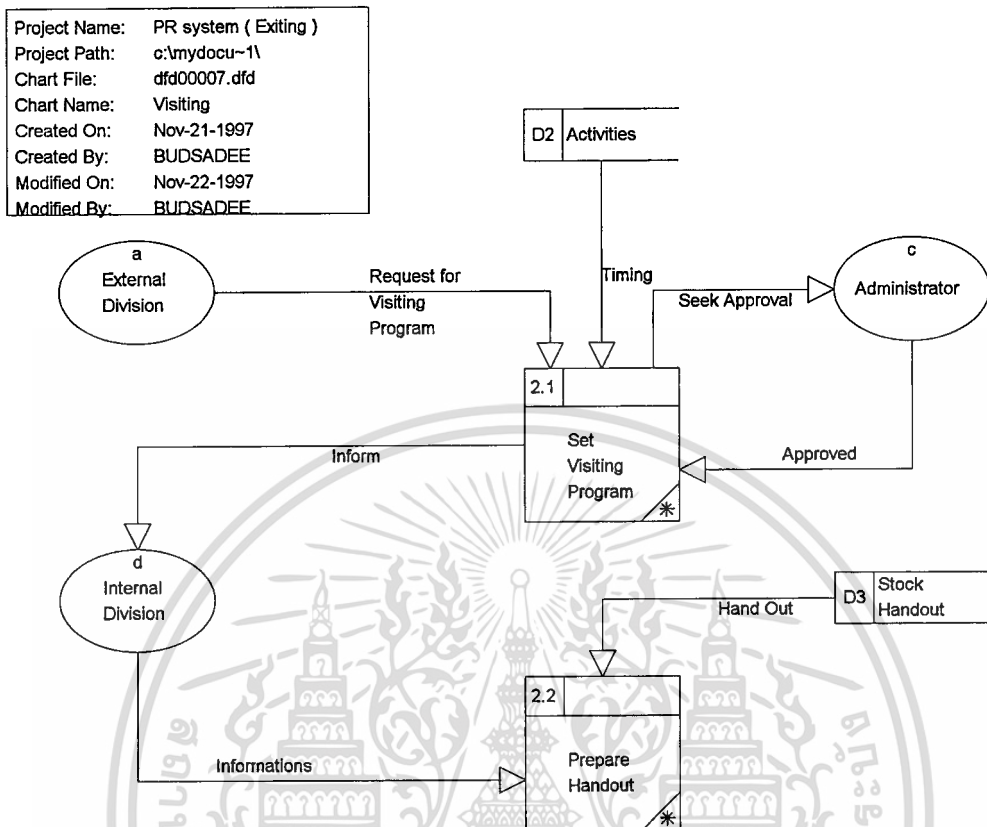 Project Name: PR system ( Exiting )
Project Path: c:\mydocu~1\
Chart File: dfd00007.dfd
Chart Name: Visiting
Created On: Nov-21-1997
Created By: BUDSADEE
Modified On: Nov-22-1997
Modified By: BUDSADEE
D2 Activities
a
External
Division
Request for
Visiting
Program
Timing
Seek Approval
c
Administrator
2.1
Set
Visiting
Program
*
Inform
Approved
d
Internal
Division
Hand Out
D3 Stock
Handout
2.2
Prepare
Handout
*
Informations